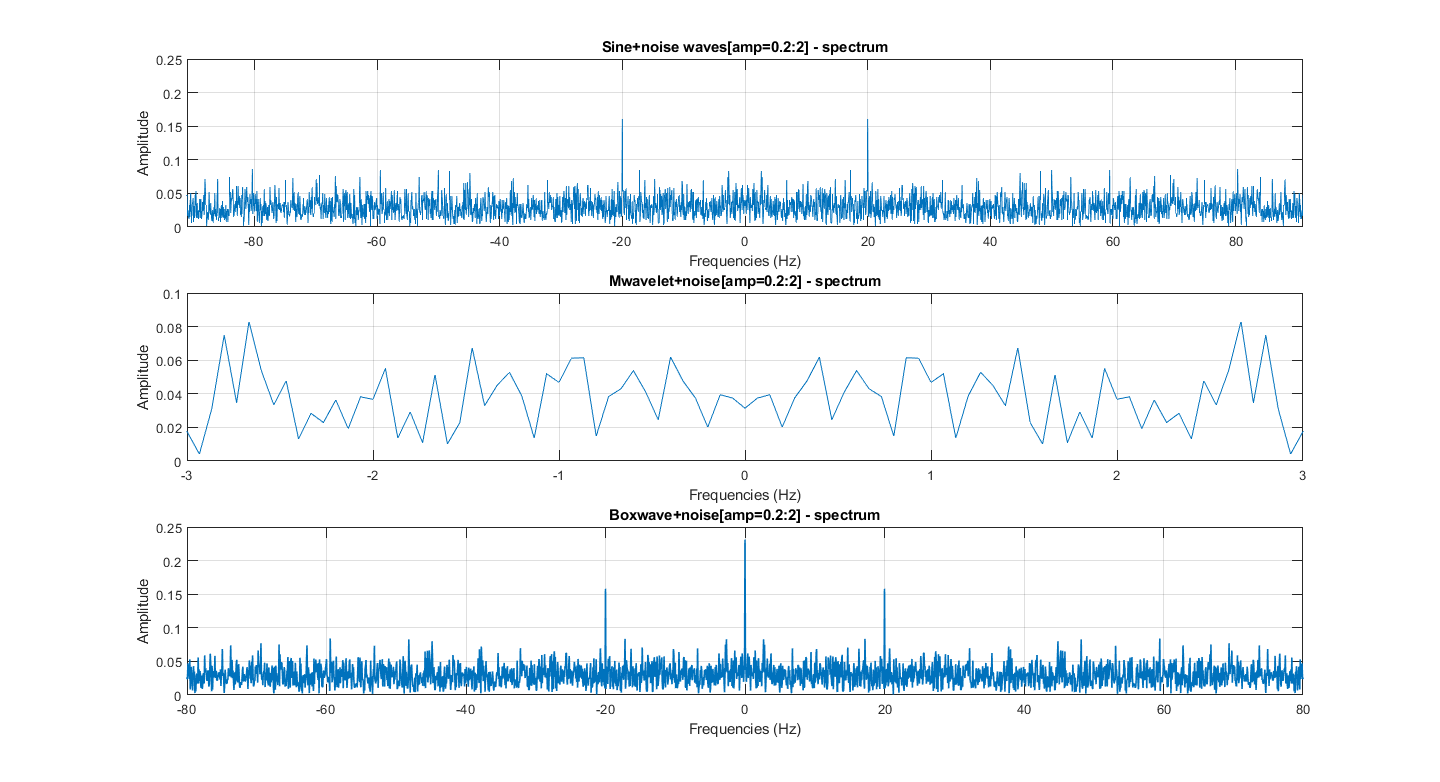 Sine+noise waves[amp=0.2:2] - spectrum
0.25
0.2
0.15
0.1
0.05
0
Amplitude
-80 -60 -40 -20 0 20 40 60 80
Frequencies (Hz)
Mwavelet+noise[amp=0.2:2] - spectrum
0.1
0.08
0.06
0.04
0.02
0
Amplitude
-3 -2 -1 0 1 2 3
Frequencies (Hz)
Boxwave+noise[amp=0.2:2] - spectrum
0.25
0.2
0.15
0.1
0.05
0
Amplitude
-80 -60 -40 -20 0 20 40 60 80
Frequencies (Hz)